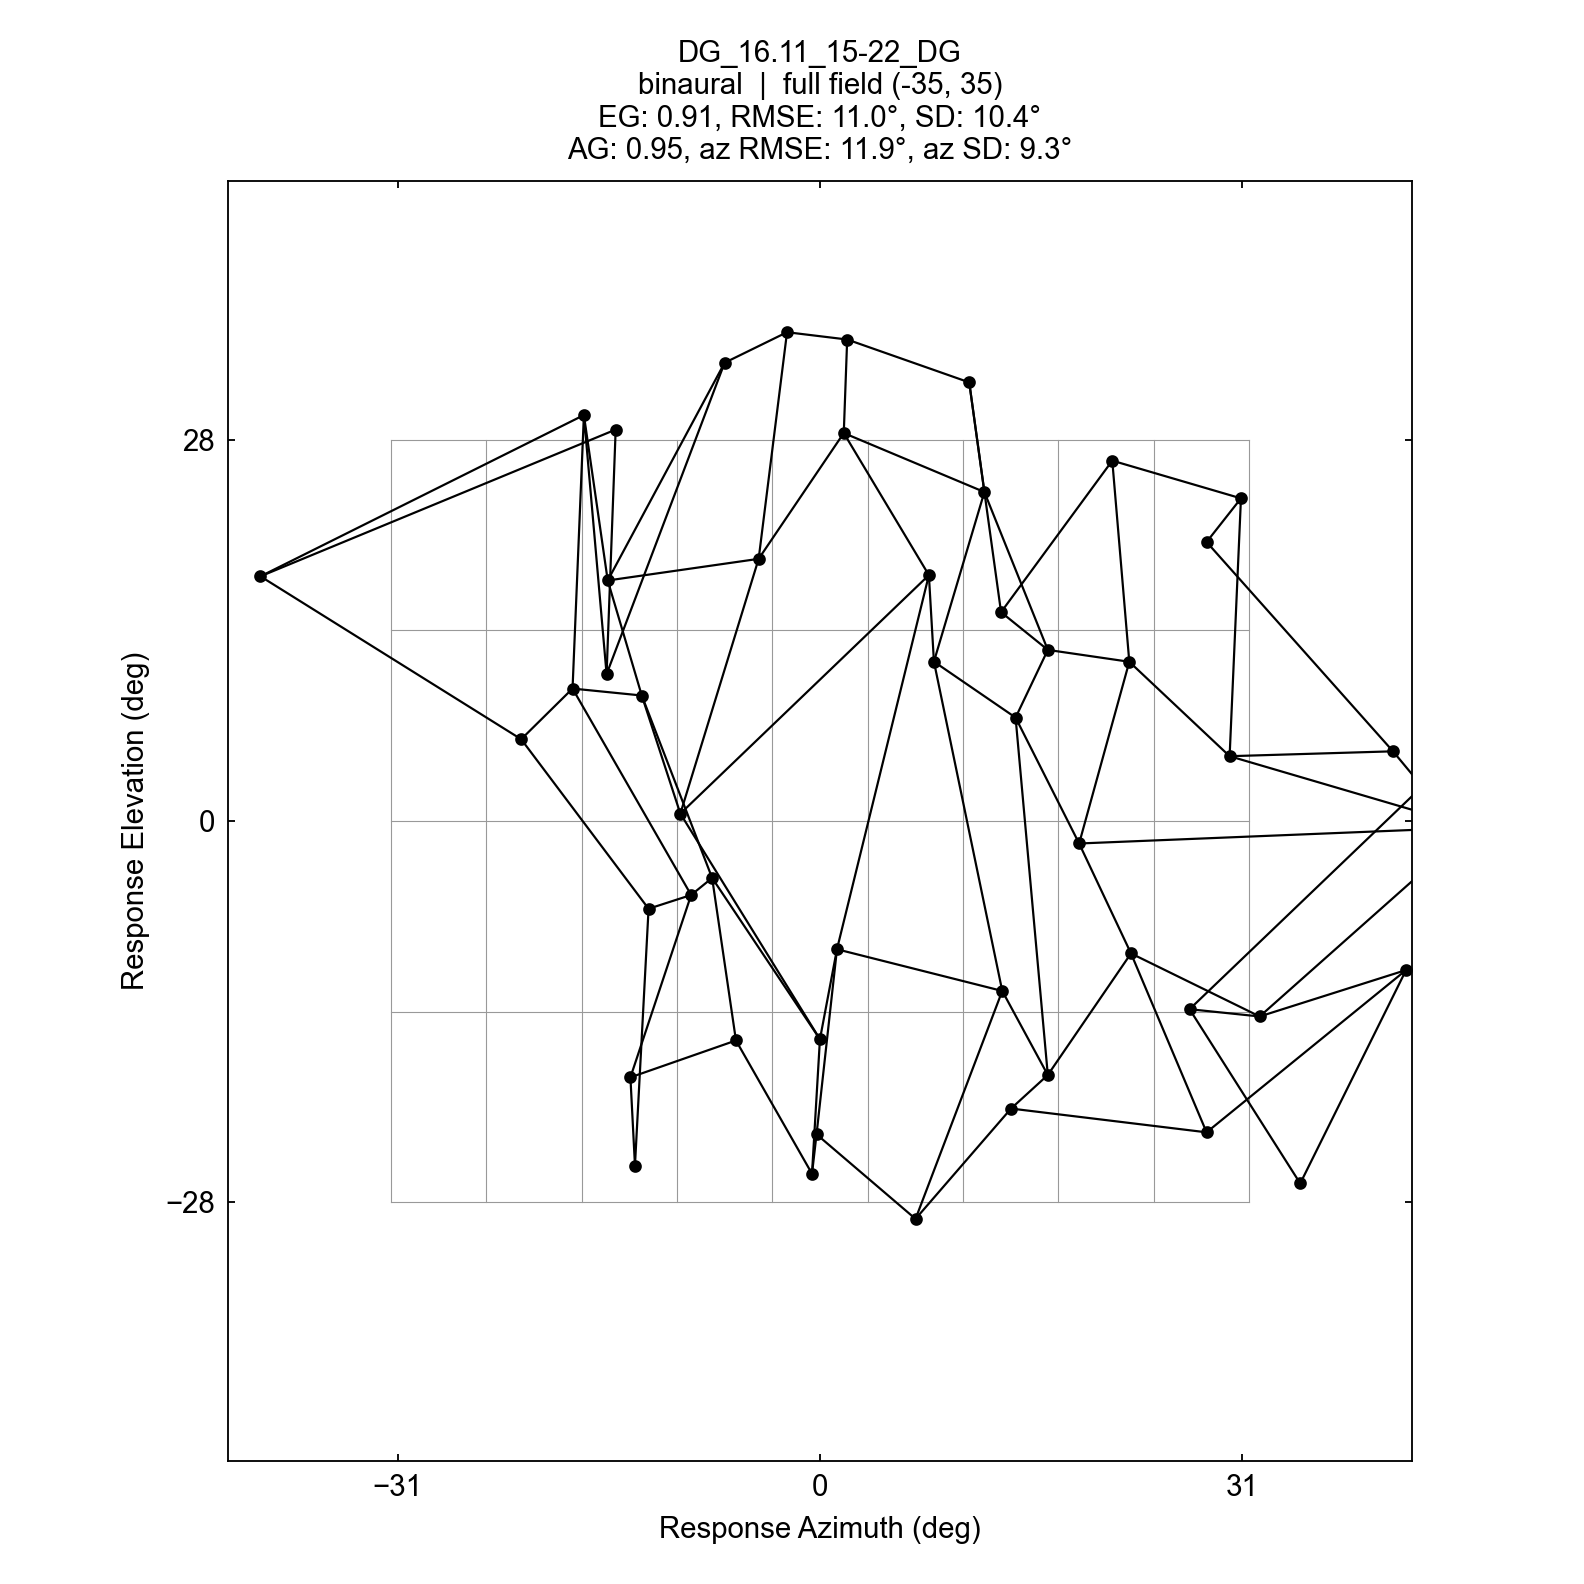 DG_16.11_15-22_DG
binaural | full field (-35, 35)
EG: 0.91, RMSE: 11.0°, SD: 10.4°
AG: 0.95, az RMSE: 11.9°, az SD: 9.3°
28
0
−28
Response Elevation (deg)
−31
0
31
Response Azimuth (deg)